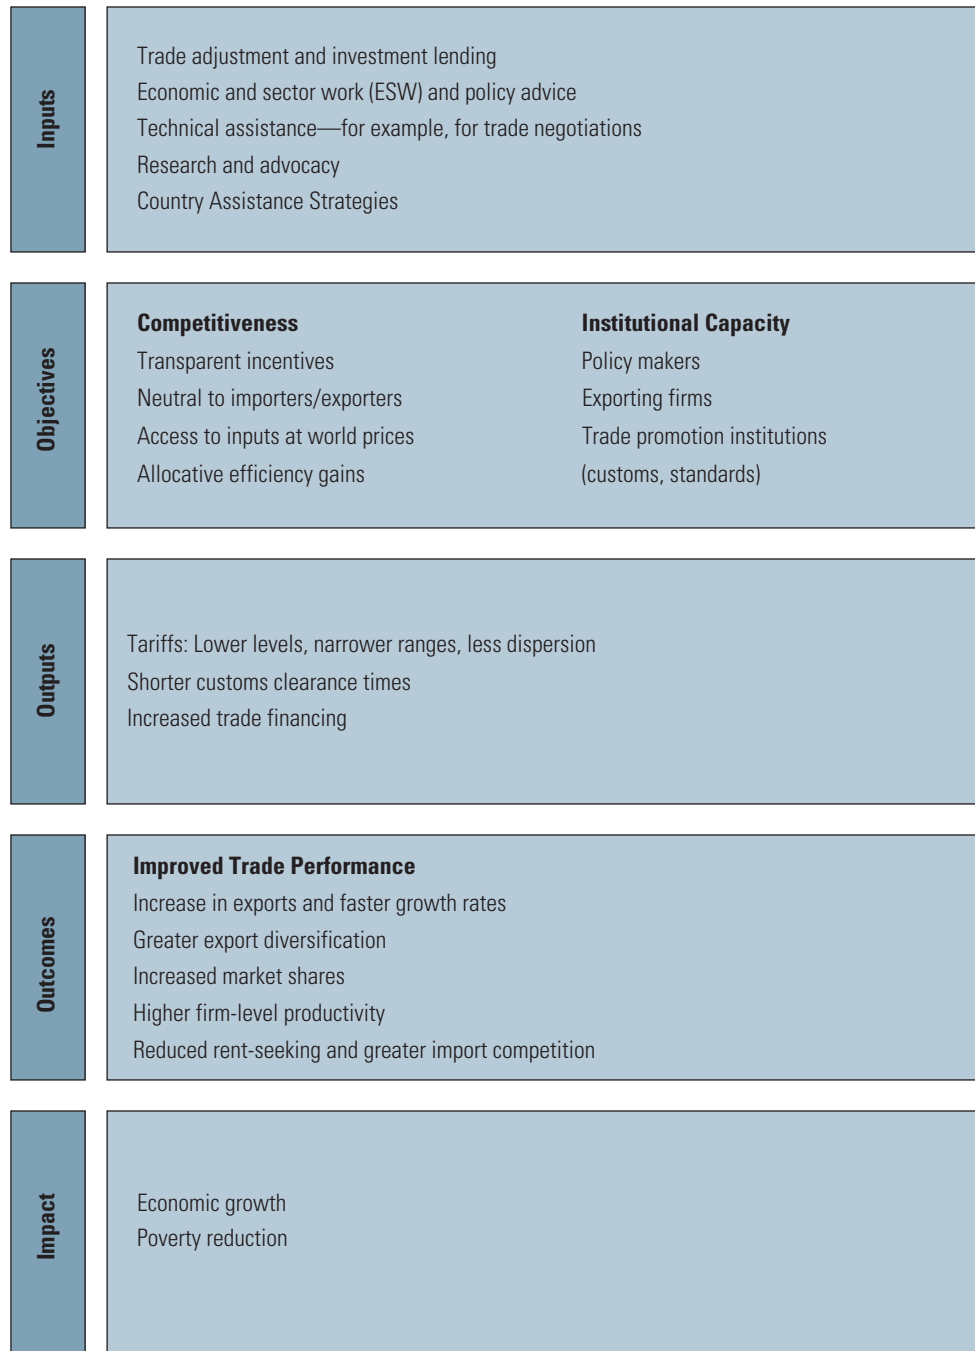 Inputs
Trade adjustment and investment lending
Economic and sector work (ESW) and policy advice
Technical assistance—for example, for trade negotiations
Research and advocacy
Country Assistance Strategies
Objectives
Competitiveness
Transparent incentives
Neutral to importers/exporters
Access to inputs at world prices
Allocative efficiency gains
Institutional Capacity
Policy makers
Exporting firms
Trade promotion institutions
(customs, standards)
Outputs
Tariffs: Lower levels, narrower ranges, less dispersion
Shorter customs clearance times
Increased trade financing
Outcomes
Improved Trade Performance
Increase in exports and faster growth rates
Greater export diversification
Increased market shares
Higher firm-level productivity
Reduced rent-seeking and greater import competition
Impact
Economic growth
Poverty reduction